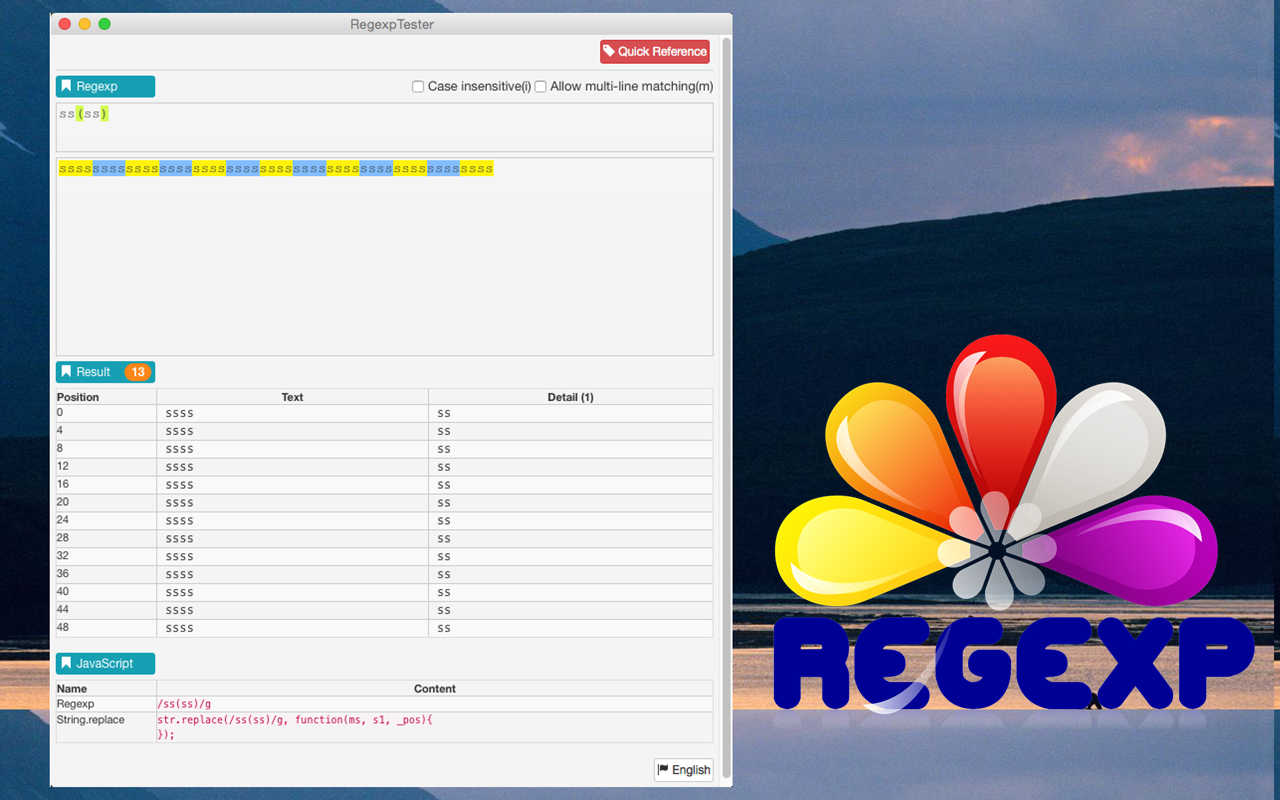 RegexpTester
Quick Reference
Regexp
Case insensitive(i) Allow multi-line matching(m)
ss(ss)
ssssssssssssssssssssssssssssssssssssssssssssssssssss
Result 13
Position Text Detail (1)
0 ssss ss
4 ssss ss
8 ssss ss
12 ssss ss
16 ssss ss
20 ssss ss
24 ssss ss
28 ssss ss
32 ssss ss
36 ssss ss
40 ssss ss
44 ssss ss
48 ssss ss
JavaScript
Name Content
Regexp /ss(ss)/g
String.replace str.replace(/ss(ss)/g, function(ms, s1, _pos){
});
English
REGEXP